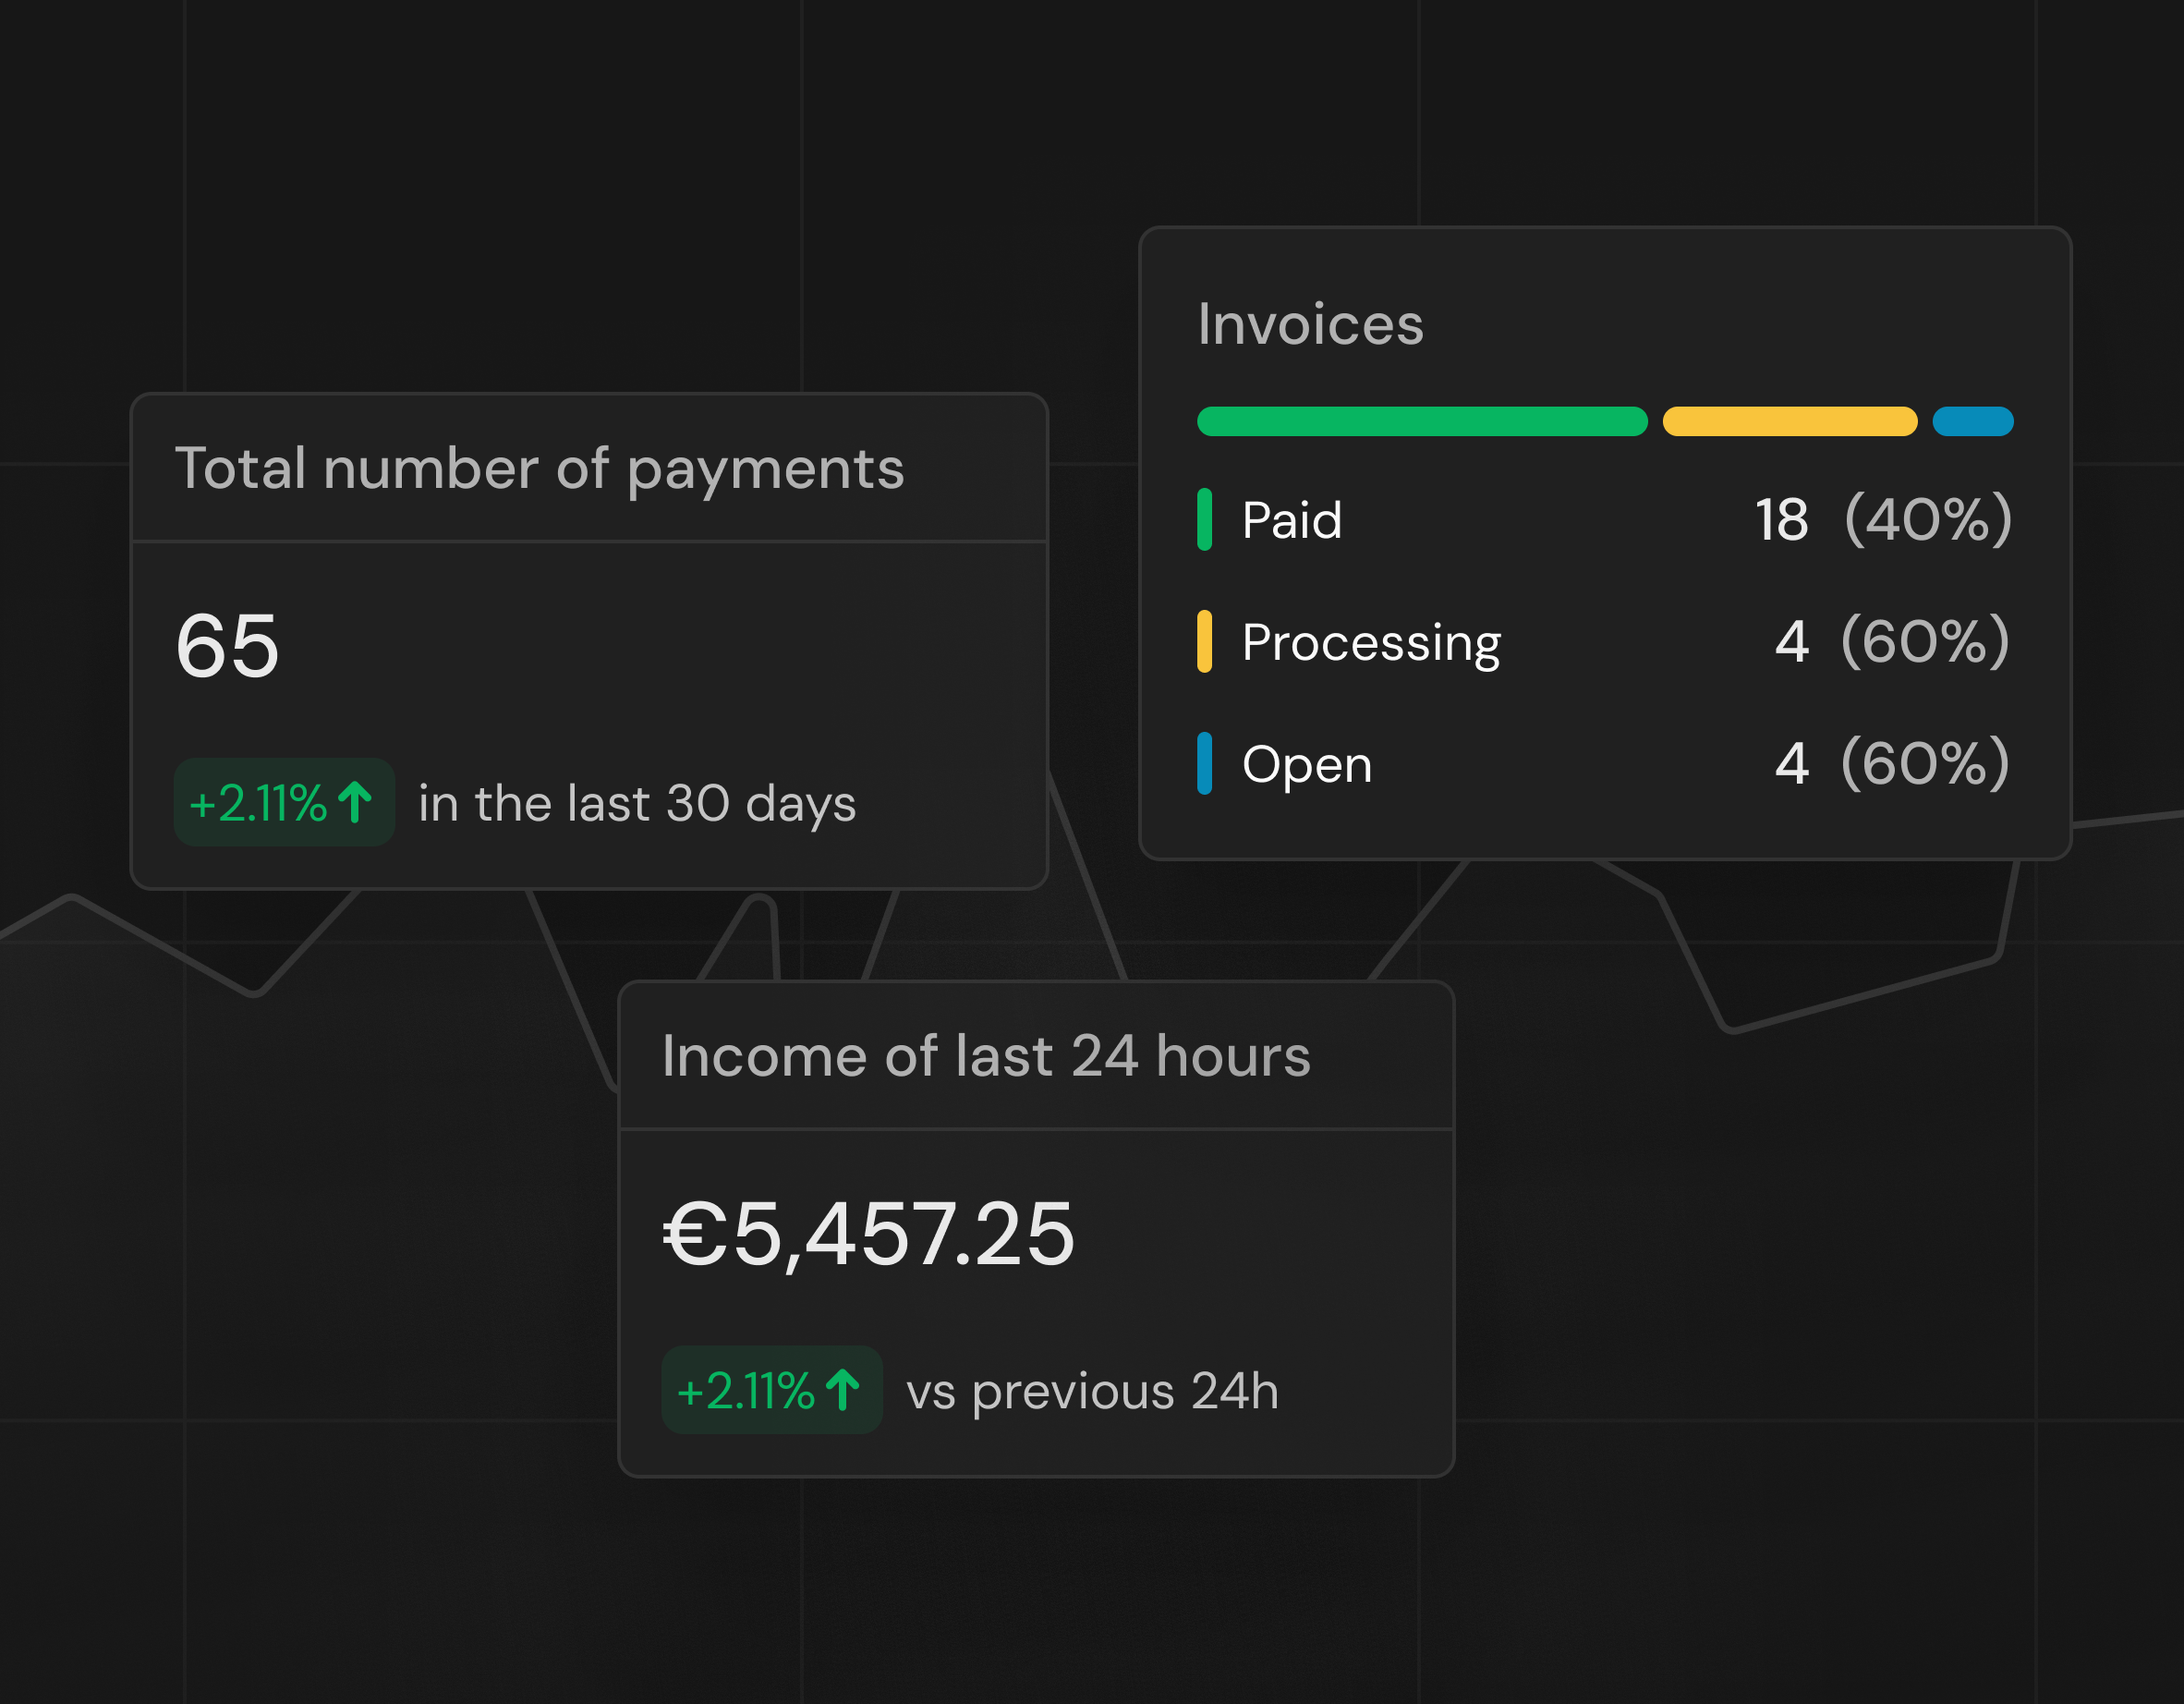 Total number of payments
65
+2.11% in the last 30 days
Invoices
Paid 18 (40%)
Processing 4 (60%)
Open 4 (60%)
Income of last 24 hours
€5,457.25
+2.11% vs previous 24h